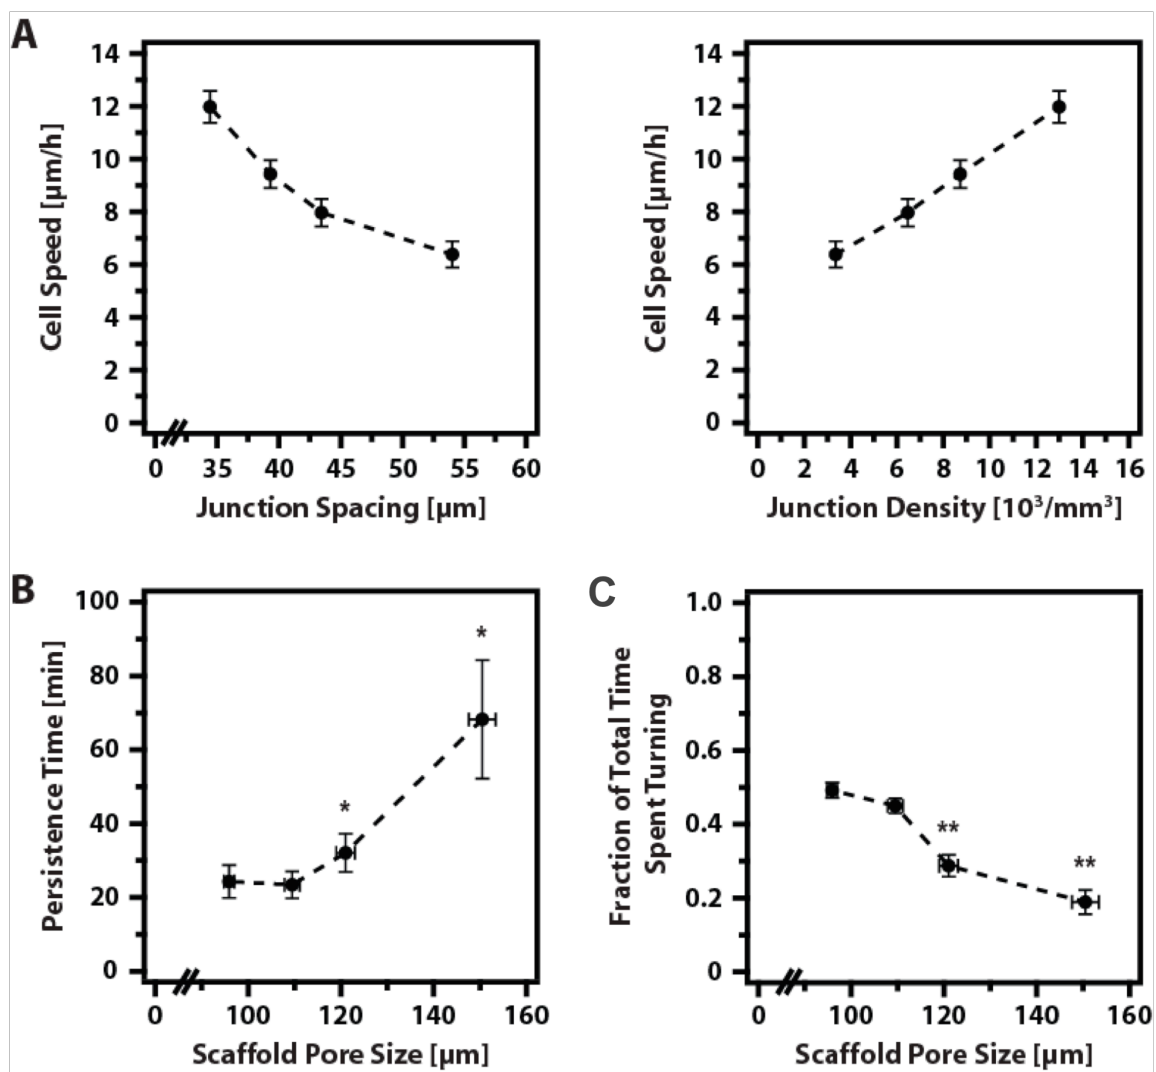 A
14
12
10
8
6
4
2
0
Cell Speed [µm/h]
0 35 40 45 50 55 60
Junction Spacing [µm]
14
12
10
8
6
4
2
0
Cell Speed [µm/h]
0 2 4 6 8 10 12 14 16
Junction Density [10³/mm³]
B
100
80
60
40
20
0
Persistence Time [min]
*
*
0 100 120 140 160
Scaffold Pore Size [µm]
C
1.0
0.8
0.6
0.4
0.2
0
Fraction of Total Time
Spent Turning
**
**
0 100 120 140 160
Scaffold Pore Size [µm]